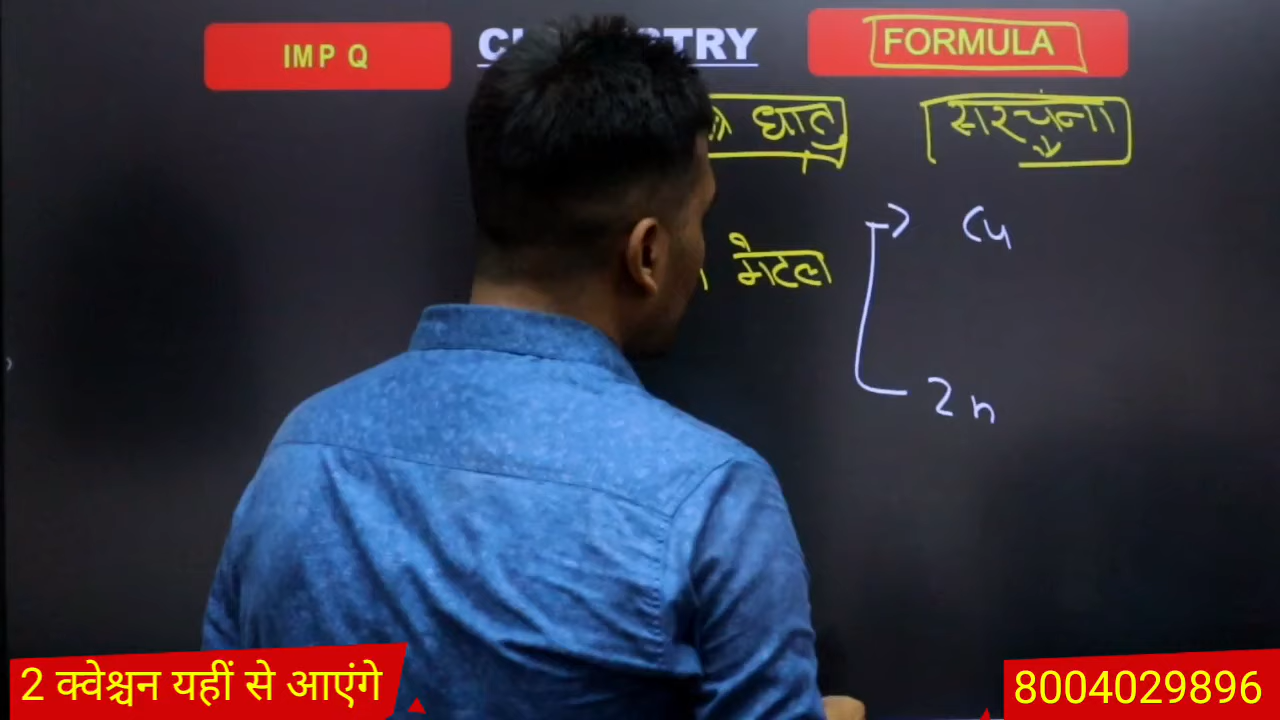 IMP Q
FORMULA
धातु
संरचना
मेटल
Cu
Zn
2 क्वेश्चन यहीं से आएंगे
8004029896